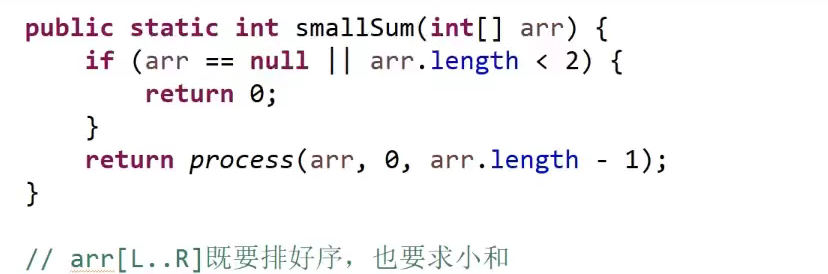 public static int smallSum(int[] arr) {
    if (arr == null || arr.length < 2) {
        return 0;
    }
    return process(arr, 0, arr.length - 1);
}
// arr[L..R]既要排好序，也要求小和